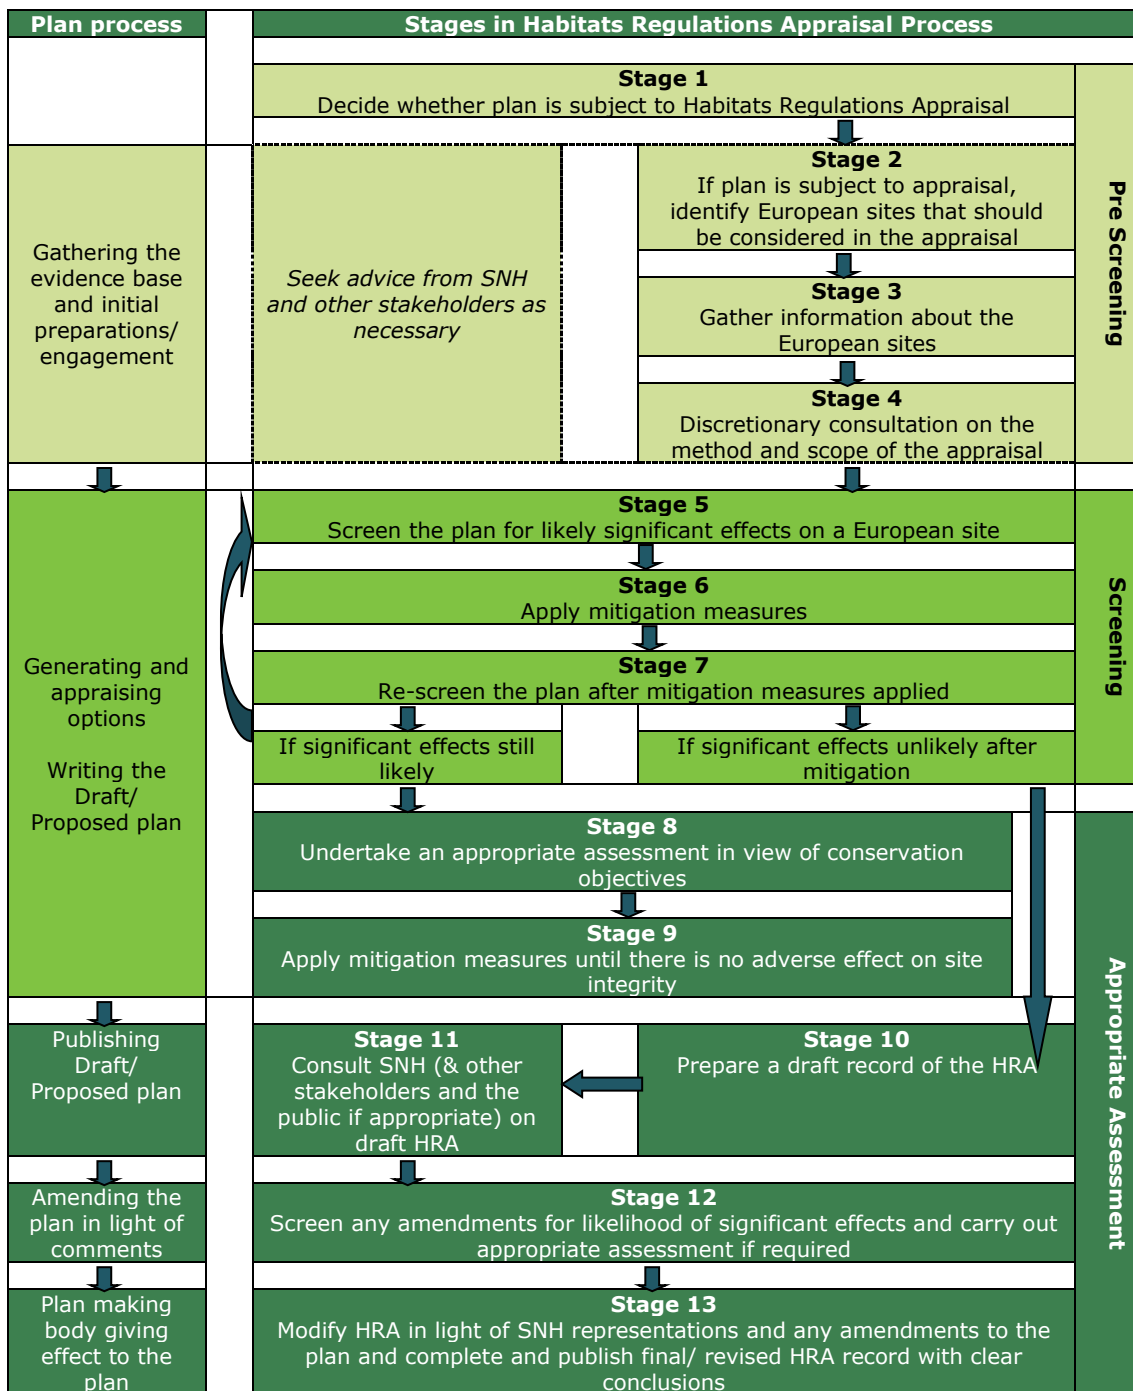 Plan process
Stages in Habitats Regulations Appraisal Process
Stage 1
Decide whether plan is subject to Habitats Regulations Appraisal
Pre Screening
Gathering the
evidence base
and initial
preparations/
engagement
Seek advice from SNH
and other stakeholders as
necessary
Stage 2
If plan is subject to appraisal,
identify European sites that should
be considered in the appraisal
Stage 3
Gather information about the
European sites
Stage 4
Discretionary consultation on the
method and scope of the appraisal
Generating and
appraising
options
Writing the
Draft/
Proposed plan
Stage 5
Screen the plan for likely significant effects on a European site
Screening
Stage 6
Apply mitigation measures
Stage 7
Re-screen the plan after mitigation measures applied
If significant effects still
likely
If significant effects unlikely after
mitigation
Stage 8
Undertake an appropriate assessment in view of conservation
objectives
Appropriate Assessment
Stage 9
Apply mitigation measures until there is no adverse effect on site
integrity
Publishing
Draft/
Proposed plan
Stage 11
Consult SNH (& other
stakeholders and the
public if appropriate) on
draft HRA
Stage 10
Prepare a draft record of the HRA
Amending the
plan in light of
comments
Stage 12
Screen any amendments for likelihood of significant effects and carry out
appropriate assessment if required
Plan making
body giving
effect to the
plan
Stage 13
Modify HRA in light of SNH representations and any amendments to the
plan and complete and publish final/ revised HRA record with clear
conclusions